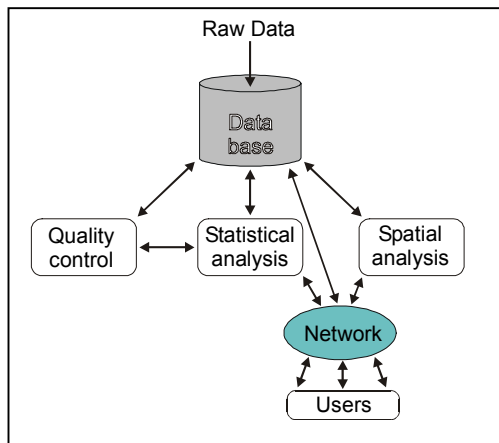 Raw Data
Data
base
Quality
control
Statistical
analysis
Spatial
analysis
Network
Users